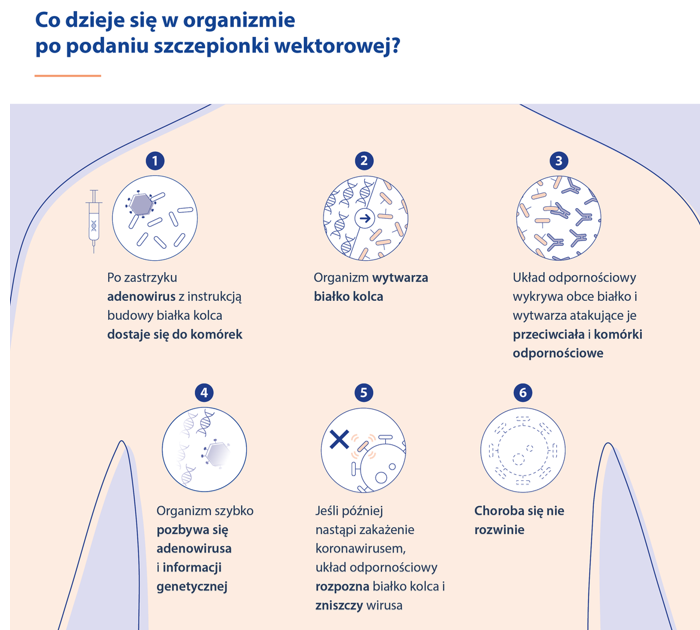 Co dzieje się w organizmie
po podaniu szczepionki wektorowej?
1
Po zastrzyku
adenowirus z instrukcją
budowy białka kolca
dostaje się do komórek
2
Organizm wytwarza
białko kolca
3
Układ odpornościowy
wykrywa obce białko i
wytwarza atakujące je
przeciwciała i komórki
odpornościowe
4
Organizm szybko
pozbywa się
adenowirusa
i informacji
genetycznej
5
Jeśli później
nastąpi zakażenie
koronawirusem,
układ odpornościowy
rozpozna białko kolca i
zniszczy wirusa
6
Choroba się nie
rozwinie